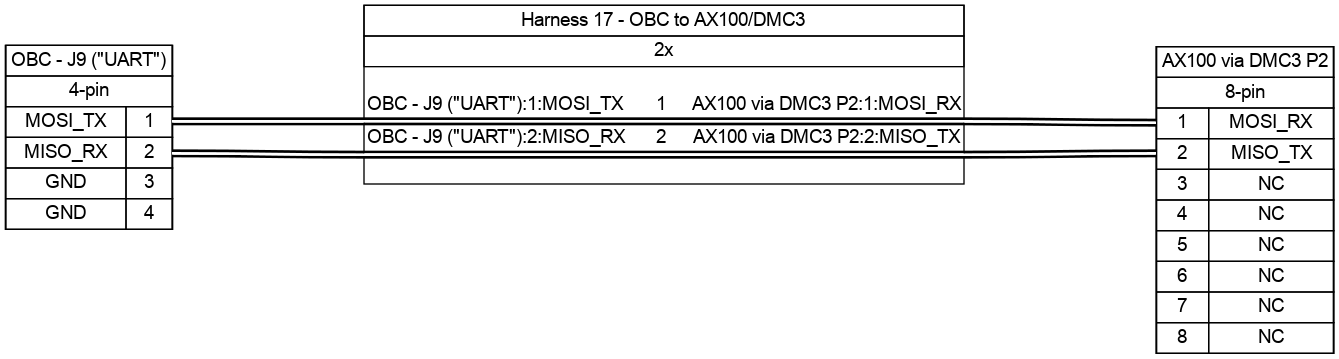 Harness 17 - OBC to AX100/DMC3
2x
OBC - J9 ("UART")
4-pin
MOSI_TX 1
MISO_RX 2
GND 3
GND 4
OBC - J9 ("UART"):1:MOSI_TX 1 AX100 via DMC3 P2:1:MOSI_RX
OBC - J9 ("UART"):2:MISO_RX 2 AX100 via DMC3 P2:2:MISO_TX
AX100 via DMC3 P2
8-pin
1 MOSI_RX
2 MISO_TX
3 NC
4 NC
5 NC
6 NC
7 NC
8 NC